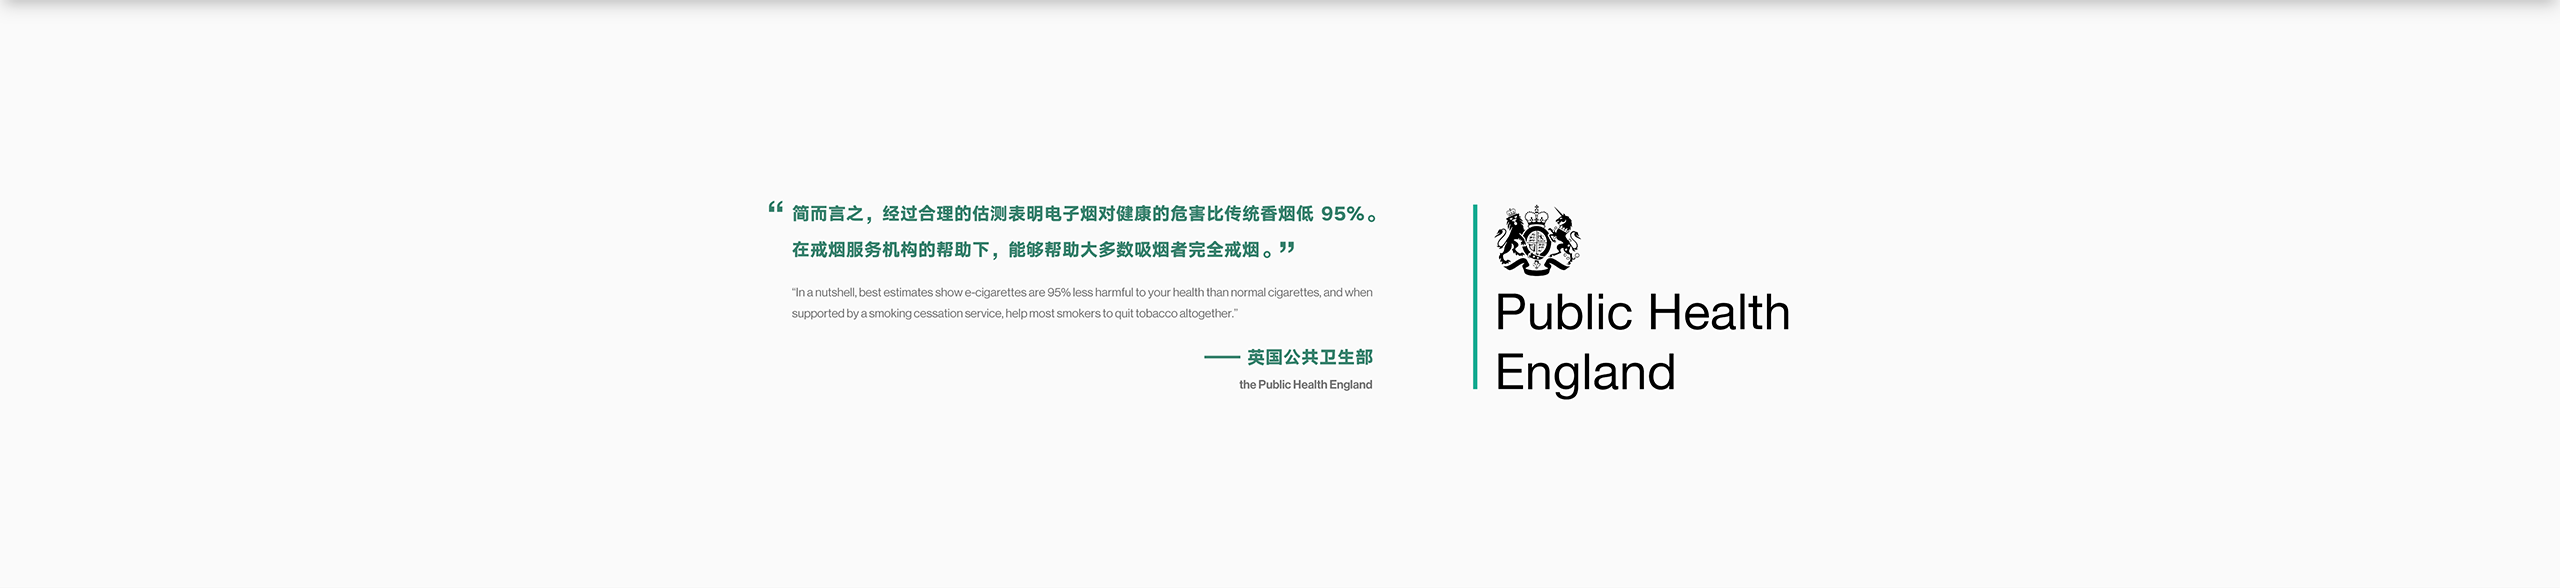 “简而言之，经过合理的估测表明电子烟对健康的危害比传统香烟低 95%。
在戒烟服务机构的帮助下，能够帮助大多数吸烟者完全戒烟。”
“In a nutshell, best estimates show e-cigarettes are 95% less harmful to your health than normal cigarettes, and when
supported by a smoking cessation service, help most smokers to quit tobacco altogether.”
—— 英国公共卫生部
the Public Health England
Public Health
England